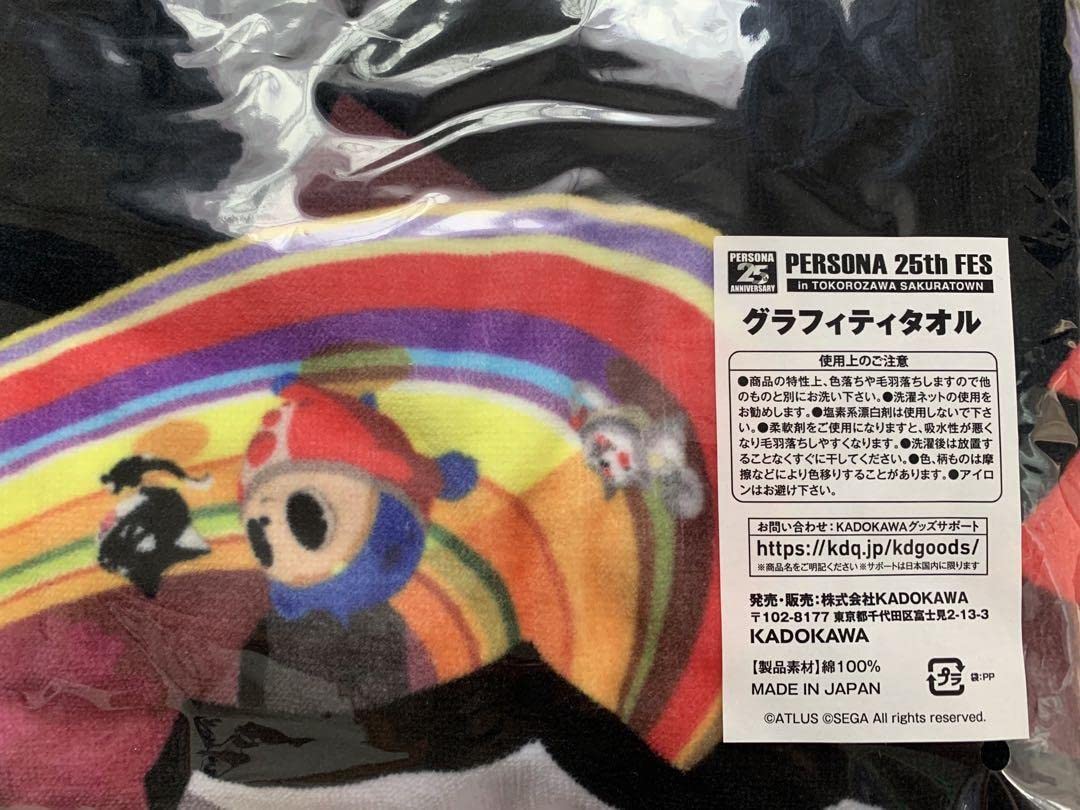 PERSONA
25th
ANNIVERSARY
PERSONA 25th FES
in TOKOROZAWA SAKURATOWN
グラフィティタオル
使用上のご注意
●商品の特性上、色落ちや毛羽落ちしますので他
のものと別にお洗い下さい。●洗濯ネットの使用を
お勧めします。●塩素系漂白剤は使用しないで下さ
い。●柔軟剤をご使用になりますと、吸水性が悪く
なり毛羽落ちしやすくなります。●洗濯後は放置す
ることなくすぐに干してください。●色、柄ものは摩
擦などにより色移りすることがあります。●アイロ
ンはお避け下さい。
お問い合わせ:KADOKAWAグッズサポート
https://kdq.jp/kdgoods/
※商品名をご明記ください※サポートは日本国内に限ります
発売・販売:株式会社KADOKAWA
〒102-8177 東京都千代田区富士見2-13-3
KADOKAWA
【製品素材】綿100%
MADE IN JAPAN
プラ
袋:PP
©ATLUS ©SEGA All rights reserved.